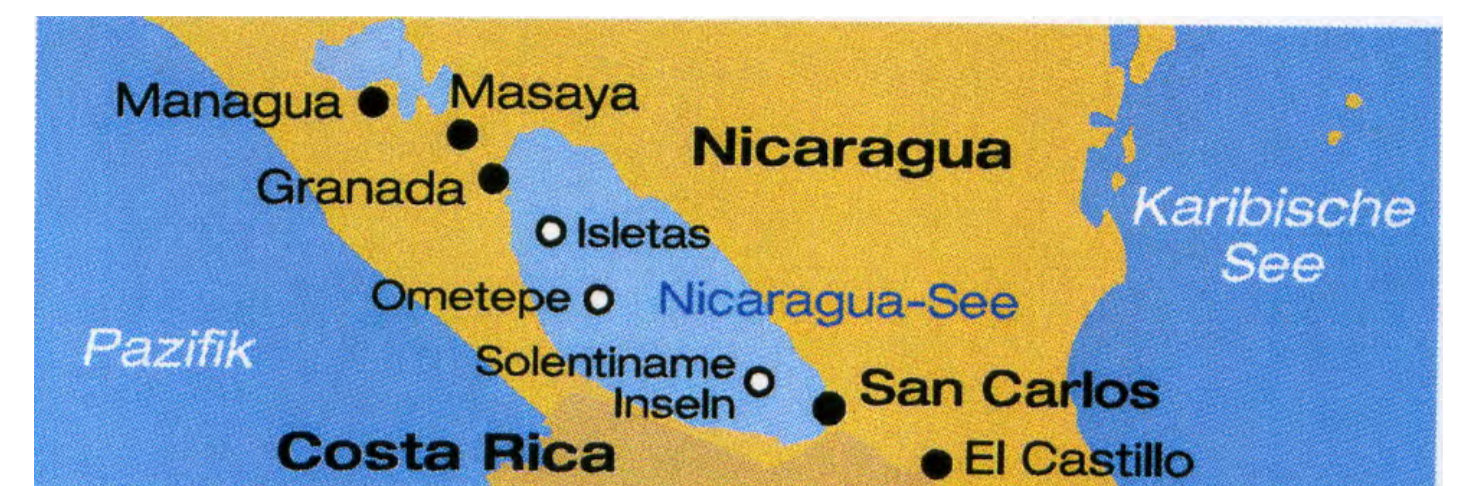 Managua
Masaya
Granada
Nicaragua
Isletas
Karibische
See
Ometepe
Nicaragua-See
Pazifik
Solentiname
Inseln
San Carlos
Costa Rica
El Castillo